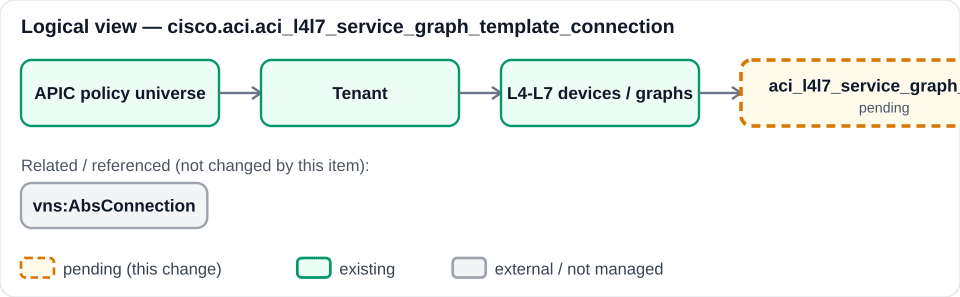 Logical view — cisco.aci.aci_l4l7_service_graph_template_connection
APIC policy universe
Tenant
L4-L7 devices / graphs
aci_l4l7_service_graph_
pending
Related / referenced (not changed by this item):
vns:AbsConnection
pending (this change)
existing
external / not managed